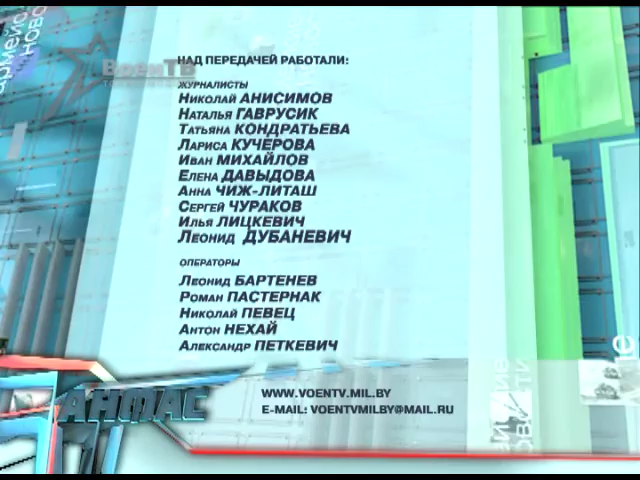 НАД ПЕРЕДАЧЕЙ РАБОТАЛИ:
ВоенТВ
ЖУРНАЛИСТЫ
Николай АНИСИМОВ
Наталья ГАВРУСИК
Татьяна КОНДРАТЬЕВА
Лариса КУЧЕРОВА
Иван МИХАЙЛОВ
Елена ДАВЫДОВА
Анна ЧИЖ-ЛИТАШ
Сергей ЧУРАКОВ
Илья ЛИЦКЕВИЧ
Леонид ДУБАНЕВИЧ
ОПЕРАТОРЫ
Леонид БАРТЕНЕВ
Роман ПАСТЕРНАК
Николай ПЕВЕЦ
Антон НЕХАЙ
Александр ПЕТКЕВИЧ
АНФАС
WWW.VOENTV.MIL.BY
E-MAIL: VOENTVMILBY@MAIL.RU